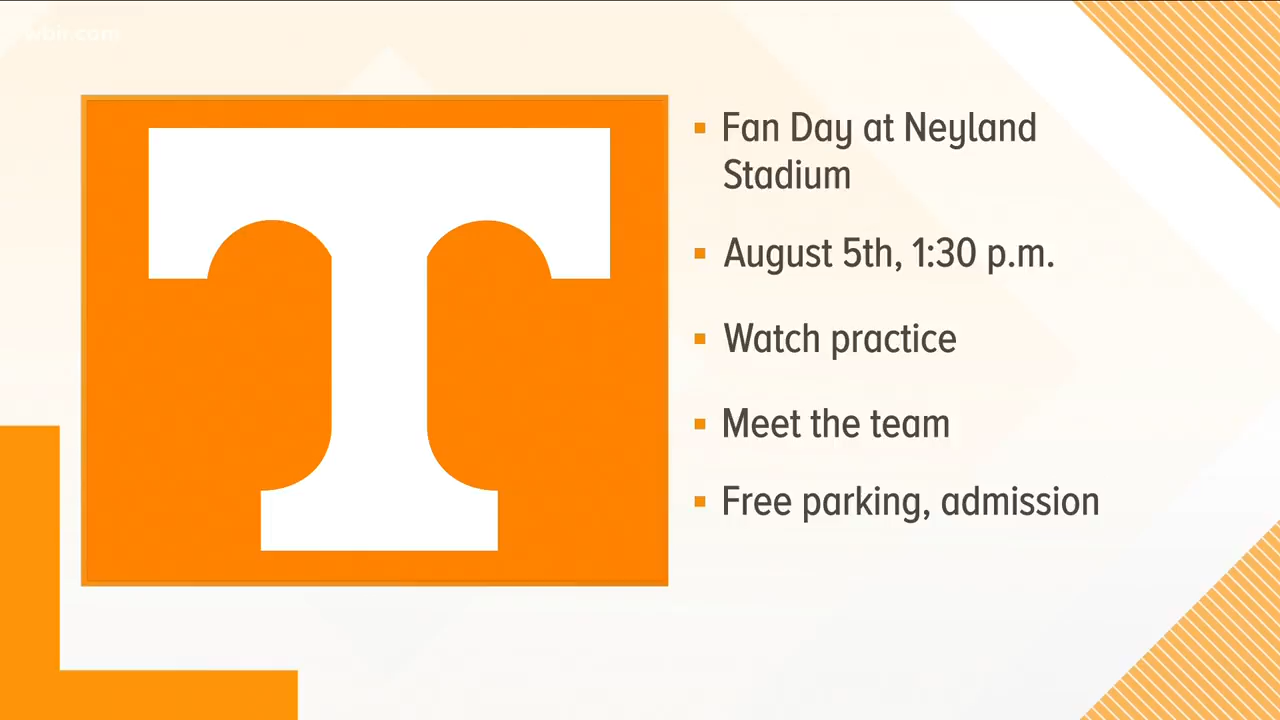 wbir.com
T
Fan Day at Neyland
Stadium
August 5th, 1:30 p.m.
Watch practice
Meet the team
Free parking, admission